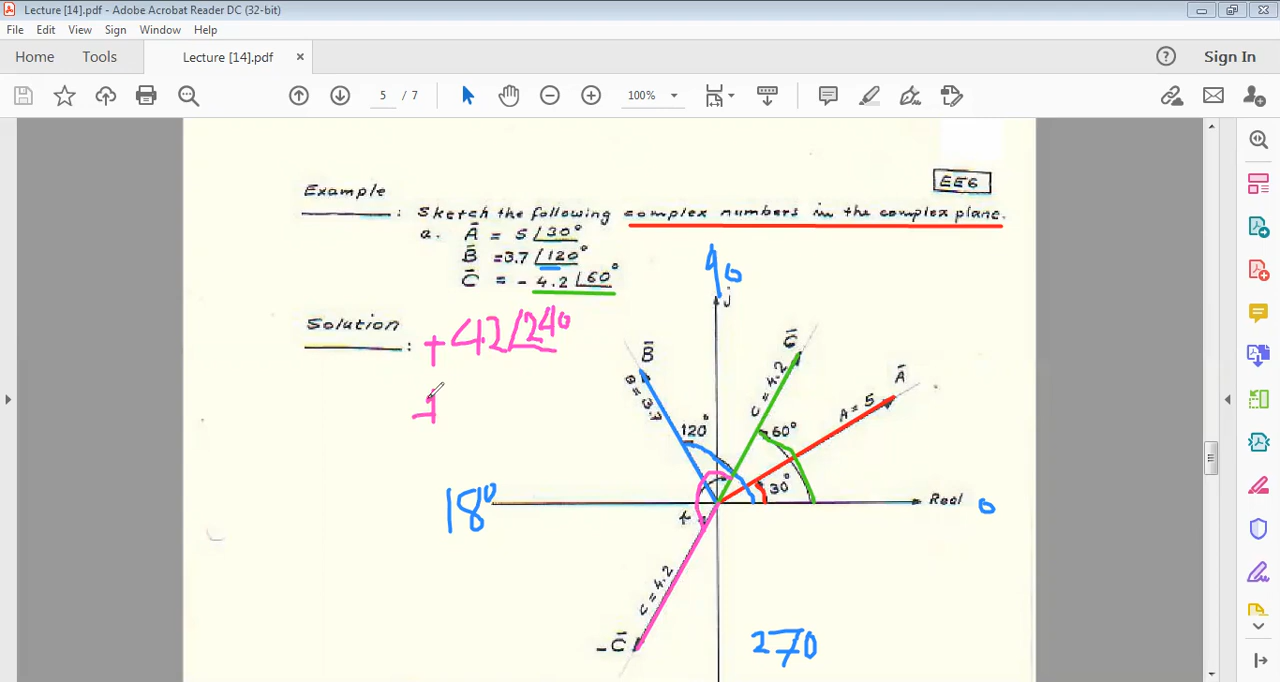 Lecture [14].pdf - Adobe Acrobat Reader DC (32-bit)
File Edit View Sign Window Help
Home Tools Lecture [14].pdf × Sign In
5 / 7 100%
EE6
Example : Sketch the following complex numbers in the complex plane.
a. Ā = 5 ∠30°
B̄ = 3.7 ∠120°
C̄ = - 4.2 ∠60°
Solution :
+ 42 ∠240
90
j
C̄
B̄
Ā
C = 4.2
B = 3.7
A = 5
120°
60°
30°
180
Real
0
C = 4.2
-C̄
270